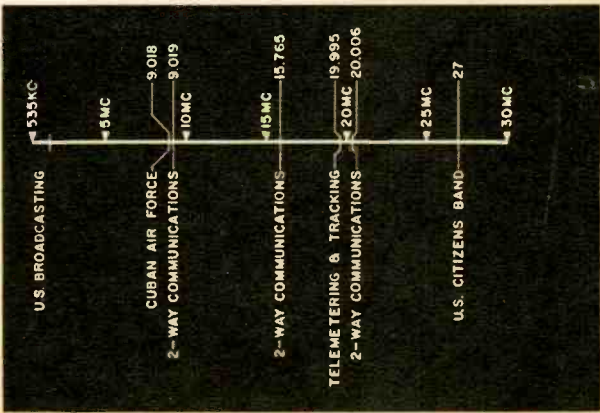 535KC
U.S. BROADCASTING
5MC
CUBAN AIR FORCE 9.018
2-WAY COMMUNICATIONS 9.019
10MC
15MC
2-WAY COMMUNICATIONS 15.765
TELEMETERING & TRACKING 19.995
20MC
2-WAY COMMUNICATIONS 20.006
25MC
U.S. CITIZENS BAND 27
30MC